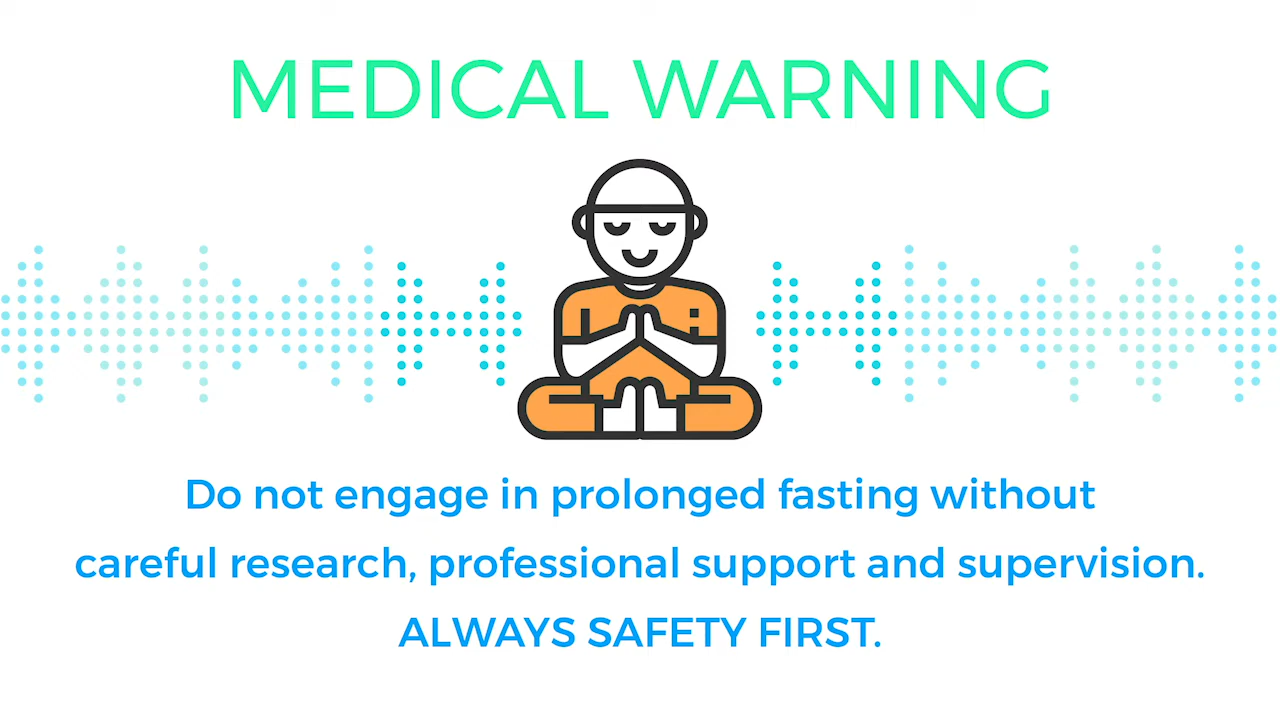 MEDICAL WARNING
Do not engage in prolonged fasting without
careful research, professional support and supervision.
ALWAYS SAFETY FIRST.